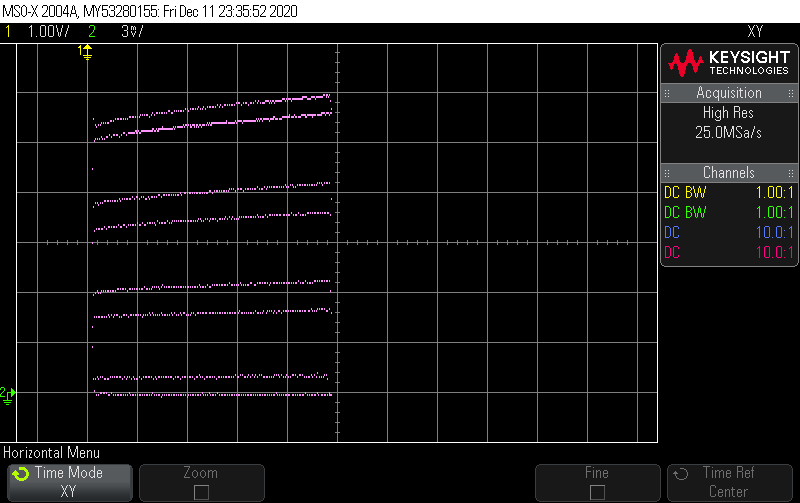 MSO-X 2004A, MY53280155: Fri Dec 11 23:35:52 2020
1 1.00V/ 2 3mV/ XY
1
KEYSIGHT
TECHNOLOGIES
Acquisition
High Res
25.0MSa/s
Channels
DC BW 1.00:1
DC BW 1.00:1
DC 10.0:1
DC 10.0:1
2
Horizontal Menu
Time Mode
XY
Zoom
Fine
Time Ref
Center